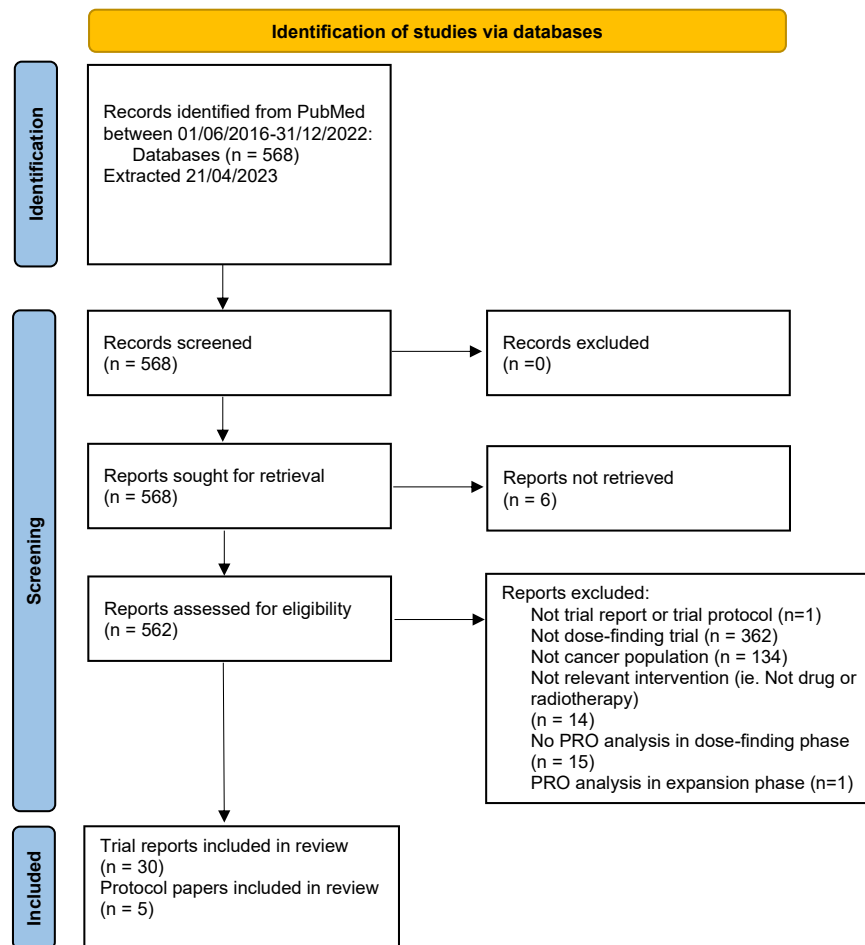 Identification of studies via databases
Identification
Records identified from PubMed
between 01/06/2016-31/12/2022:
Databases (n = 568)
Extracted 21/04/2023
Screening
Records screened
(n = 568)
Records excluded
(n =0)
Reports sought for retrieval
(n = 568)
Reports not retrieved
(n = 6)
Reports assessed for eligibility
(n = 562)
Reports excluded:
Not trial report or trial protocol (n=1)
Not dose-finding trial (n = 362)
Not cancer population (n = 134)
Not relevant intervention (ie. Not drug or
radiotherapy)
(n = 14)
No PRO analysis in dose-finding phase
(n = 15)
PRO analysis in expansion phase (n=1)
Included
Trial reports included in review
(n = 30)
Protocol papers included in review
(n = 5)